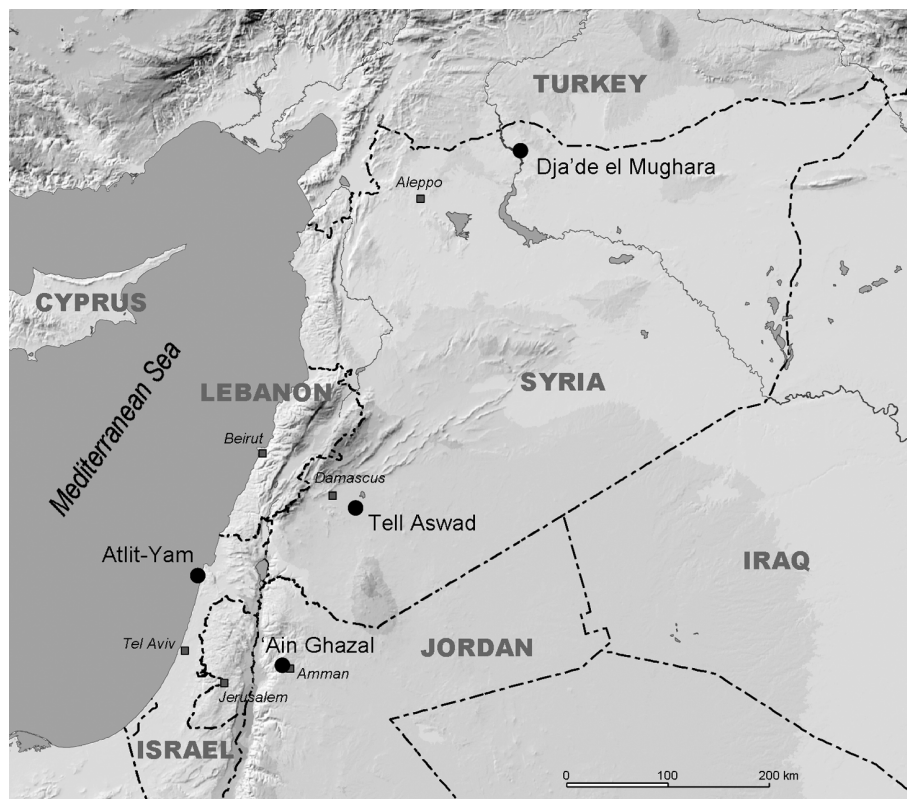 TURKEY
Dja'de el Mughara
Aleppo
CYPRUS
Mediterranean Sea
LEBANON
SYRIA
Beirut
Damascus
Tell Aswad
Atlit-Yam
IRAQ
'Ain Ghazal
Tel Aviv
JORDAN
Amman
Jerusalem
ISRAEL
0 100 200 km